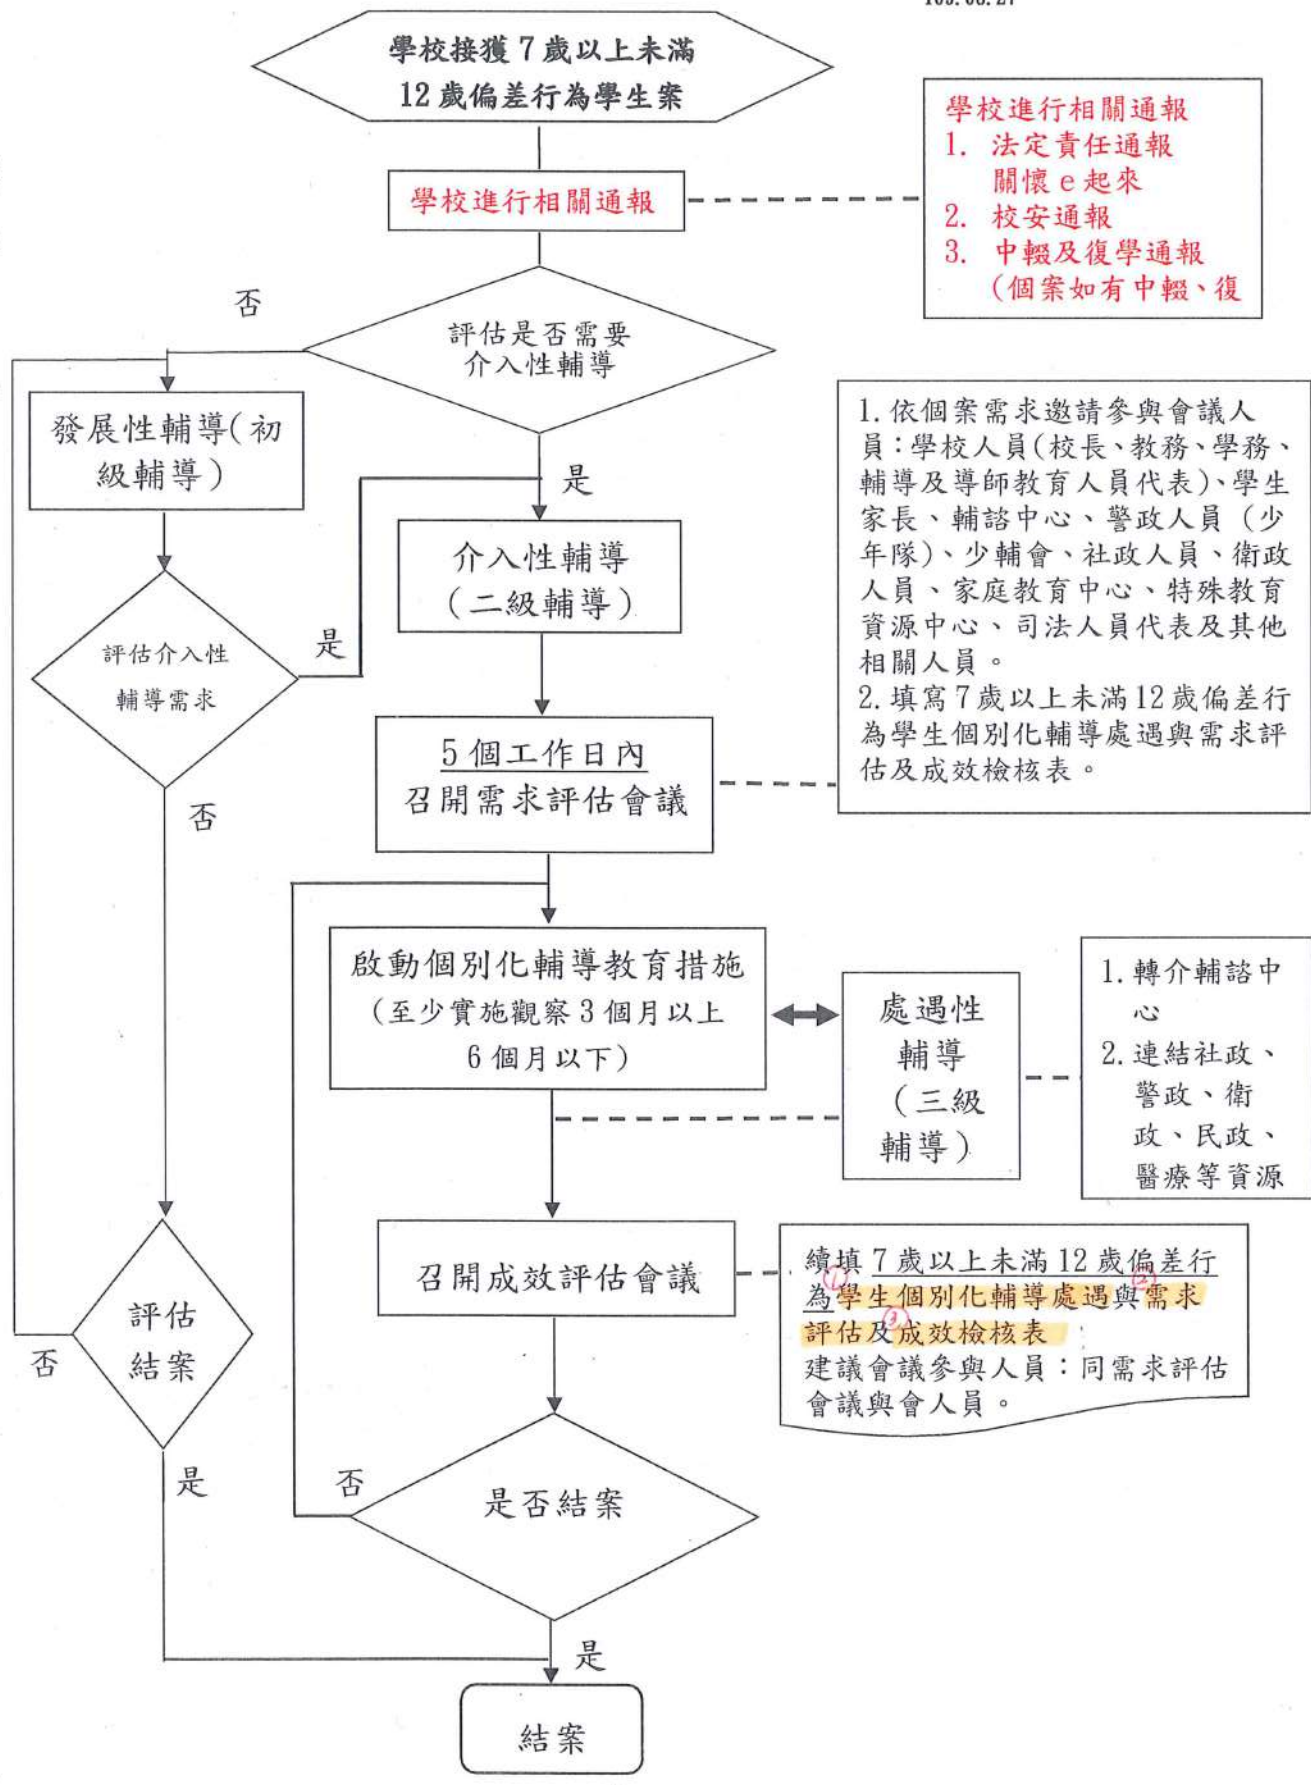 學校接獲7歲以上未滿
12歲偏差行為學生案
學校進行相關通報
學校進行相關通報
1. 法定責任通報
關懷e起來
2. 校安通報
3. 中輟及復學通報
(個案如有中輟、復
評估是否需要
介入性輔導
否
是
發展性輔導(初
級輔導)
介入性輔導
(二級輔導)
1.依個案需求邀請參與會議人
員:學校人員(校長、教務、學務、
輔導及導師教育人員代表)、學生
家長、輔諮中心、警政人員(少
年隊)、少輔會、社政人員、衛政
人員、家庭教育中心、特殊教育
資源中心、司法人員代表及其他
相關人員。
2.填寫7歲以上未滿12歲偏差行
為學生個別化輔導處遇與需求評
估及成效檢核表。
評估介入性
輔導需求
是
否
5個工作日內
召開需求評估會議
啟動個別化輔導教育措施
(至少實施觀察3個月以上
6個月以下)
處遇性
輔導
(三級
輔導)
1.轉介輔諮中
心
2.連結社政、
警政、衛
政、民政、
醫療等資源
召開成效評估會議
續填7歲以上未滿12歲偏差行
為學生個別化輔導處遇與需求
評估及成效檢核表
建議會議參與人員:同需求評估
會議與會人員。
①
②
③
評估
結案
否
是
是否結案
否
是
結案